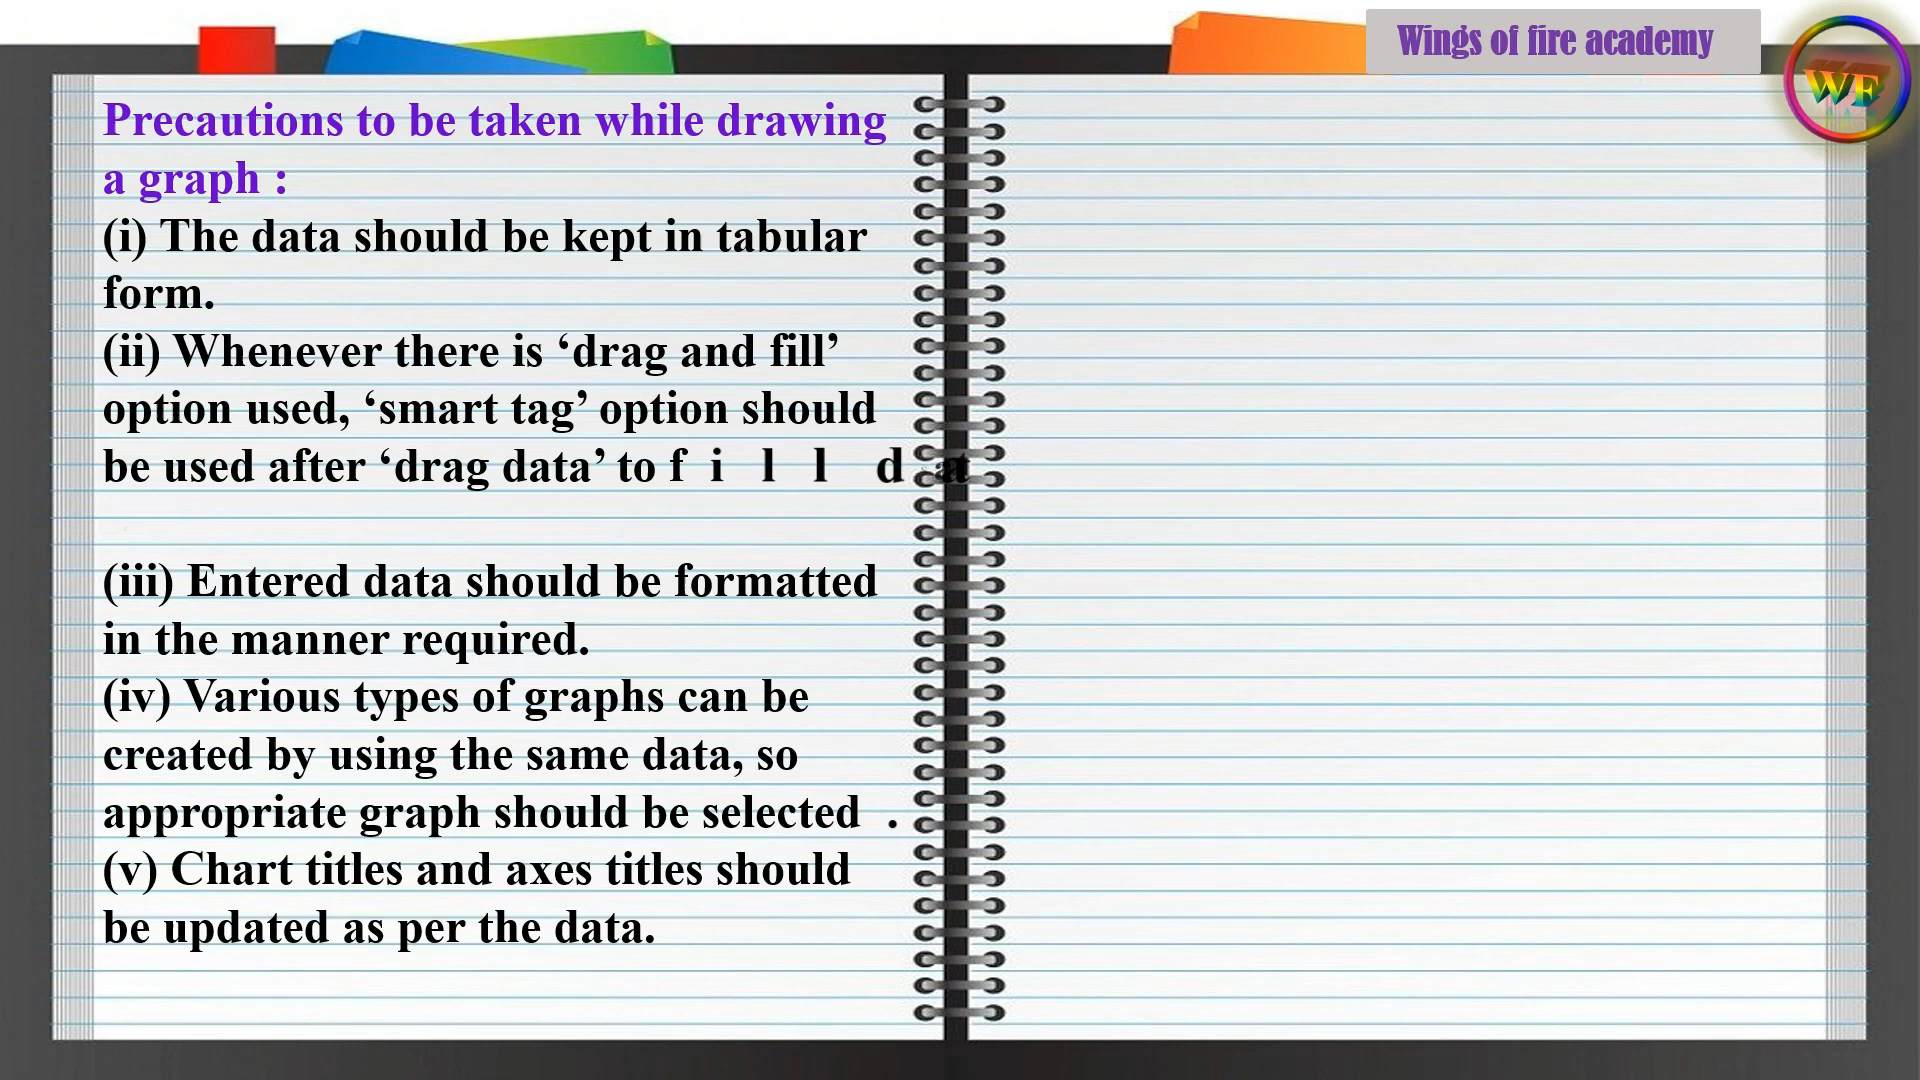 Wings of fire academy
WF
Precautions to be taken while drawing
a graph :
(i) The data should be kept in tabular
form.
(ii) Whenever there is ‘drag and fill’
option used, ‘smart tag’ option should
be used after ‘drag data’ to f i l l d at
(iii) Entered data should be formatted
in the manner required.
(iv) Various types of graphs can be
created by using the same data, so
appropriate graph should be selected .
(v) Chart titles and axes titles should
be updated as per the data.